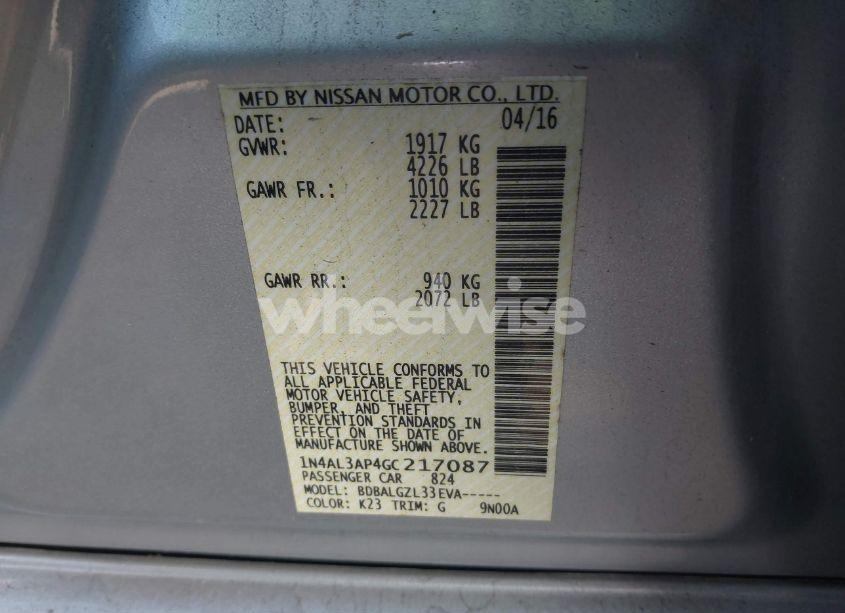 MFD BY NISSAN MOTOR CO., LTD.
DATE: 04/16
GVWR: 1917 KG
4226 LB
GAWR FR.: 1010 KG
2227 LB
GAWR RR.: 940 KG
2072 LB
wheelwise
THIS VEHICLE CONFORMS TO
ALL APPLICABLE FEDERAL
MOTOR VEHICLE SAFETY,
BUMPER, AND THEFT
PREVENTION STANDARDS IN
EFFECT ON THE DATE OF
MANUFACTURE SHOWN ABOVE.
1N4AL3AP4GC217087
PASSENGER CAR 824
MODEL: BDBALGZL33EVA-----
COLOR: K23 TRIM: G 9N00A